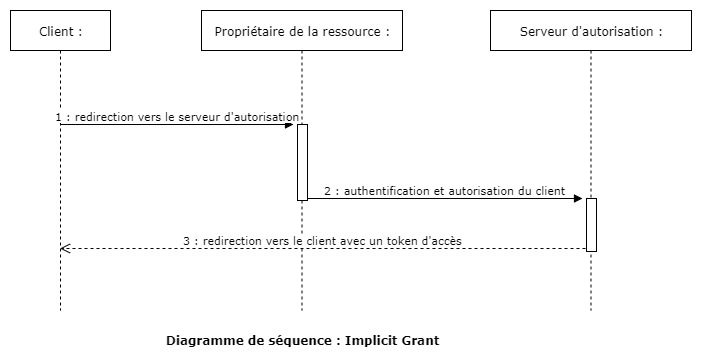 Client :
Propriétaire de la ressource :
Serveur d'autorisation :
1 : redirection vers le serveur d'autorisation
2 : authentification et autorisation du client
3 : redirection vers le client avec un token d'accès
Diagramme de séquence : Implicit Grant